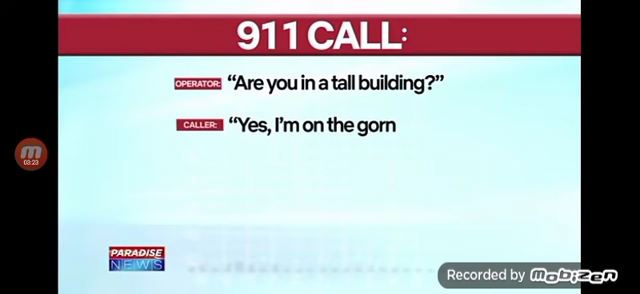 911 CALL:
OPERATOR: “Are you in a tall building?”
CALLER: “Yes, I’m on the gorn
03:23
PARADISE
NEWS
Recorded by Mobizen